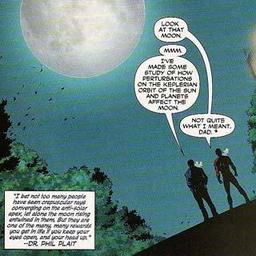 LOOK
AT THAT
MOON.
MMM.
I'VE
MADE SOME
STUDY OF HOW
PERTURBATIONS
ON THE KEPLERIAN
ORBIT OF THE SUN
AND PLANETS
AFFECT THE
MOON.
NOT QUITE
WHAT I MEANT,
DAD. *
"I bet not too many people
have seen crepuscular rays
converging on the anti-solar
apex, let alone the moon rising
entwined in them. But they are
one of the many, many rewards
you get in life if you keep your
eyes open, and your head up."
--DR. PHIL PLAIT